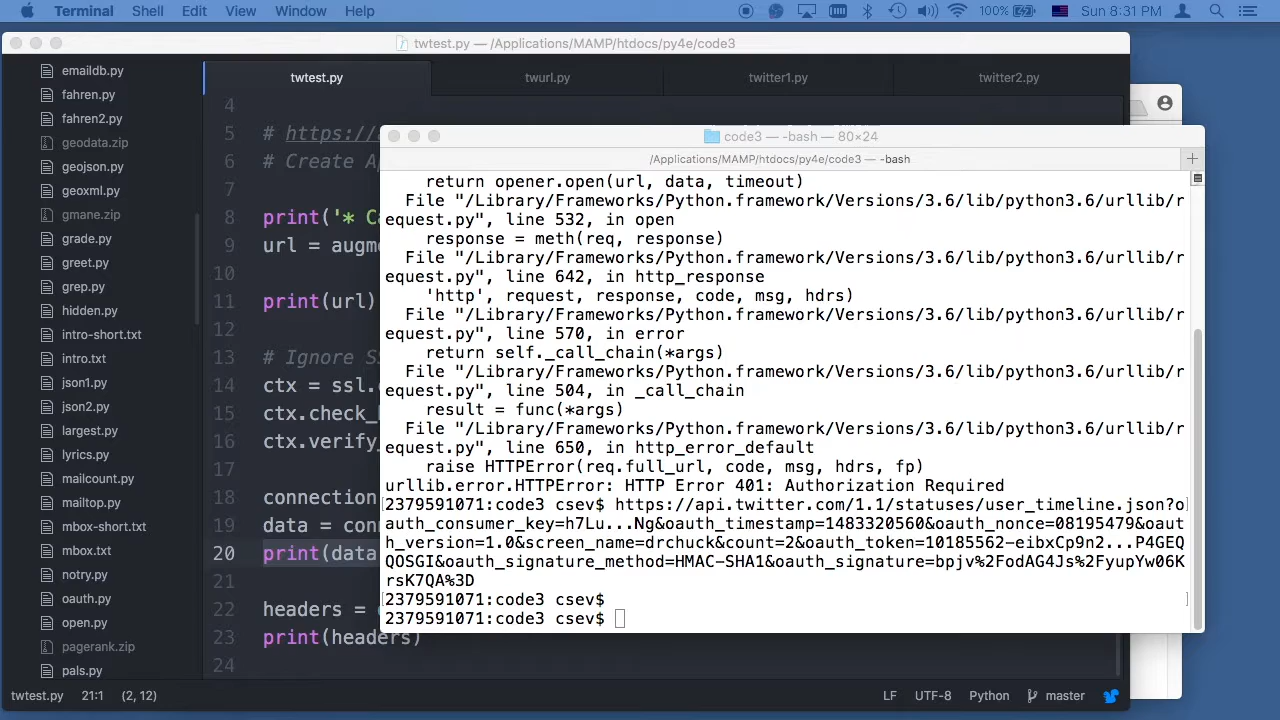 Terminal Shell Edit View Window Help 100% Sun 8:31 PM
twtest.py — /Applications/MAMP/htdocs/py4e/code3
emaildb.py
fahren.py
fahren2.py
geodata.zip
geojson.py
geoxml.py
gmane.zip
grade.py
greet.py
grep.py
hidden.py
intro-short.txt
intro.txt
json1.py
json2.py
largest.py
lyrics.py
mailcount.py
mailtop.py
mbox-short.txt
mbox.txt
notry.py
oauth.py
open.py
pagerank.zip
pals.py
twtest.py twurl.py twitter1.py twitter2.py
4
5 # https://
6 # Create A
7
8 print('* C
9 url = augm
10
11 print(url)
12
13 # Ignore S
14 ctx = ssl.
15 ctx.check_
16 ctx.verify_
17
18 connection
19 data = con
20 print(data
21
22 headers =
23 print(headers)
24
code3 — -bash — 80×24
/Applications/MAMP/htdocs/py4e/code3 — -bash
return opener.open(url, data, timeout)
File "/Library/Frameworks/Python.framework/Versions/3.6/lib/python3.6/urllib/r
equest.py", line 532, in open
response = meth(req, response)
File "/Library/Frameworks/Python.framework/Versions/3.6/lib/python3.6/urllib/r
equest.py", line 642, in http_response
'http', request, response, code, msg, hdrs)
File "/Library/Frameworks/Python.framework/Versions/3.6/lib/python3.6/urllib/r
equest.py", line 570, in error
return self._call_chain(*args)
File "/Library/Frameworks/Python.framework/Versions/3.6/lib/python3.6/urllib/r
equest.py", line 504, in _call_chain
result = func(*args)
File "/Library/Frameworks/Python.framework/Versions/3.6/lib/python3.6/urllib/r
equest.py", line 650, in http_error_default
raise HTTPError(req.full_url, code, msg, hdrs, fp)
urllib.error.HTTPError: HTTP Error 401: Authorization Required
[2379591071:code3 csev$ https://api.twitter.com/1.1/statuses/user_timeline.json?o]
auth_consumer_key=h7Lu...Ng&oauth_timestamp=1483320560&oauth_nonce=08195479&oaut
h_version=1.0&screen_name=drchuck&count=2&oauth_token=10185562-eibxCp9n2...P4GEQ
QOSGI&oauth_signature_method=HMAC-SHA1&oauth_signature=bpjv%2FodAG4Js%2FyupYw06K
rsK7QA%3D
[2379591071:code3 csev$ ]
2379591071:code3 csev$
twtest.py 21:1 (2, 12) LF UTF-8 Python master